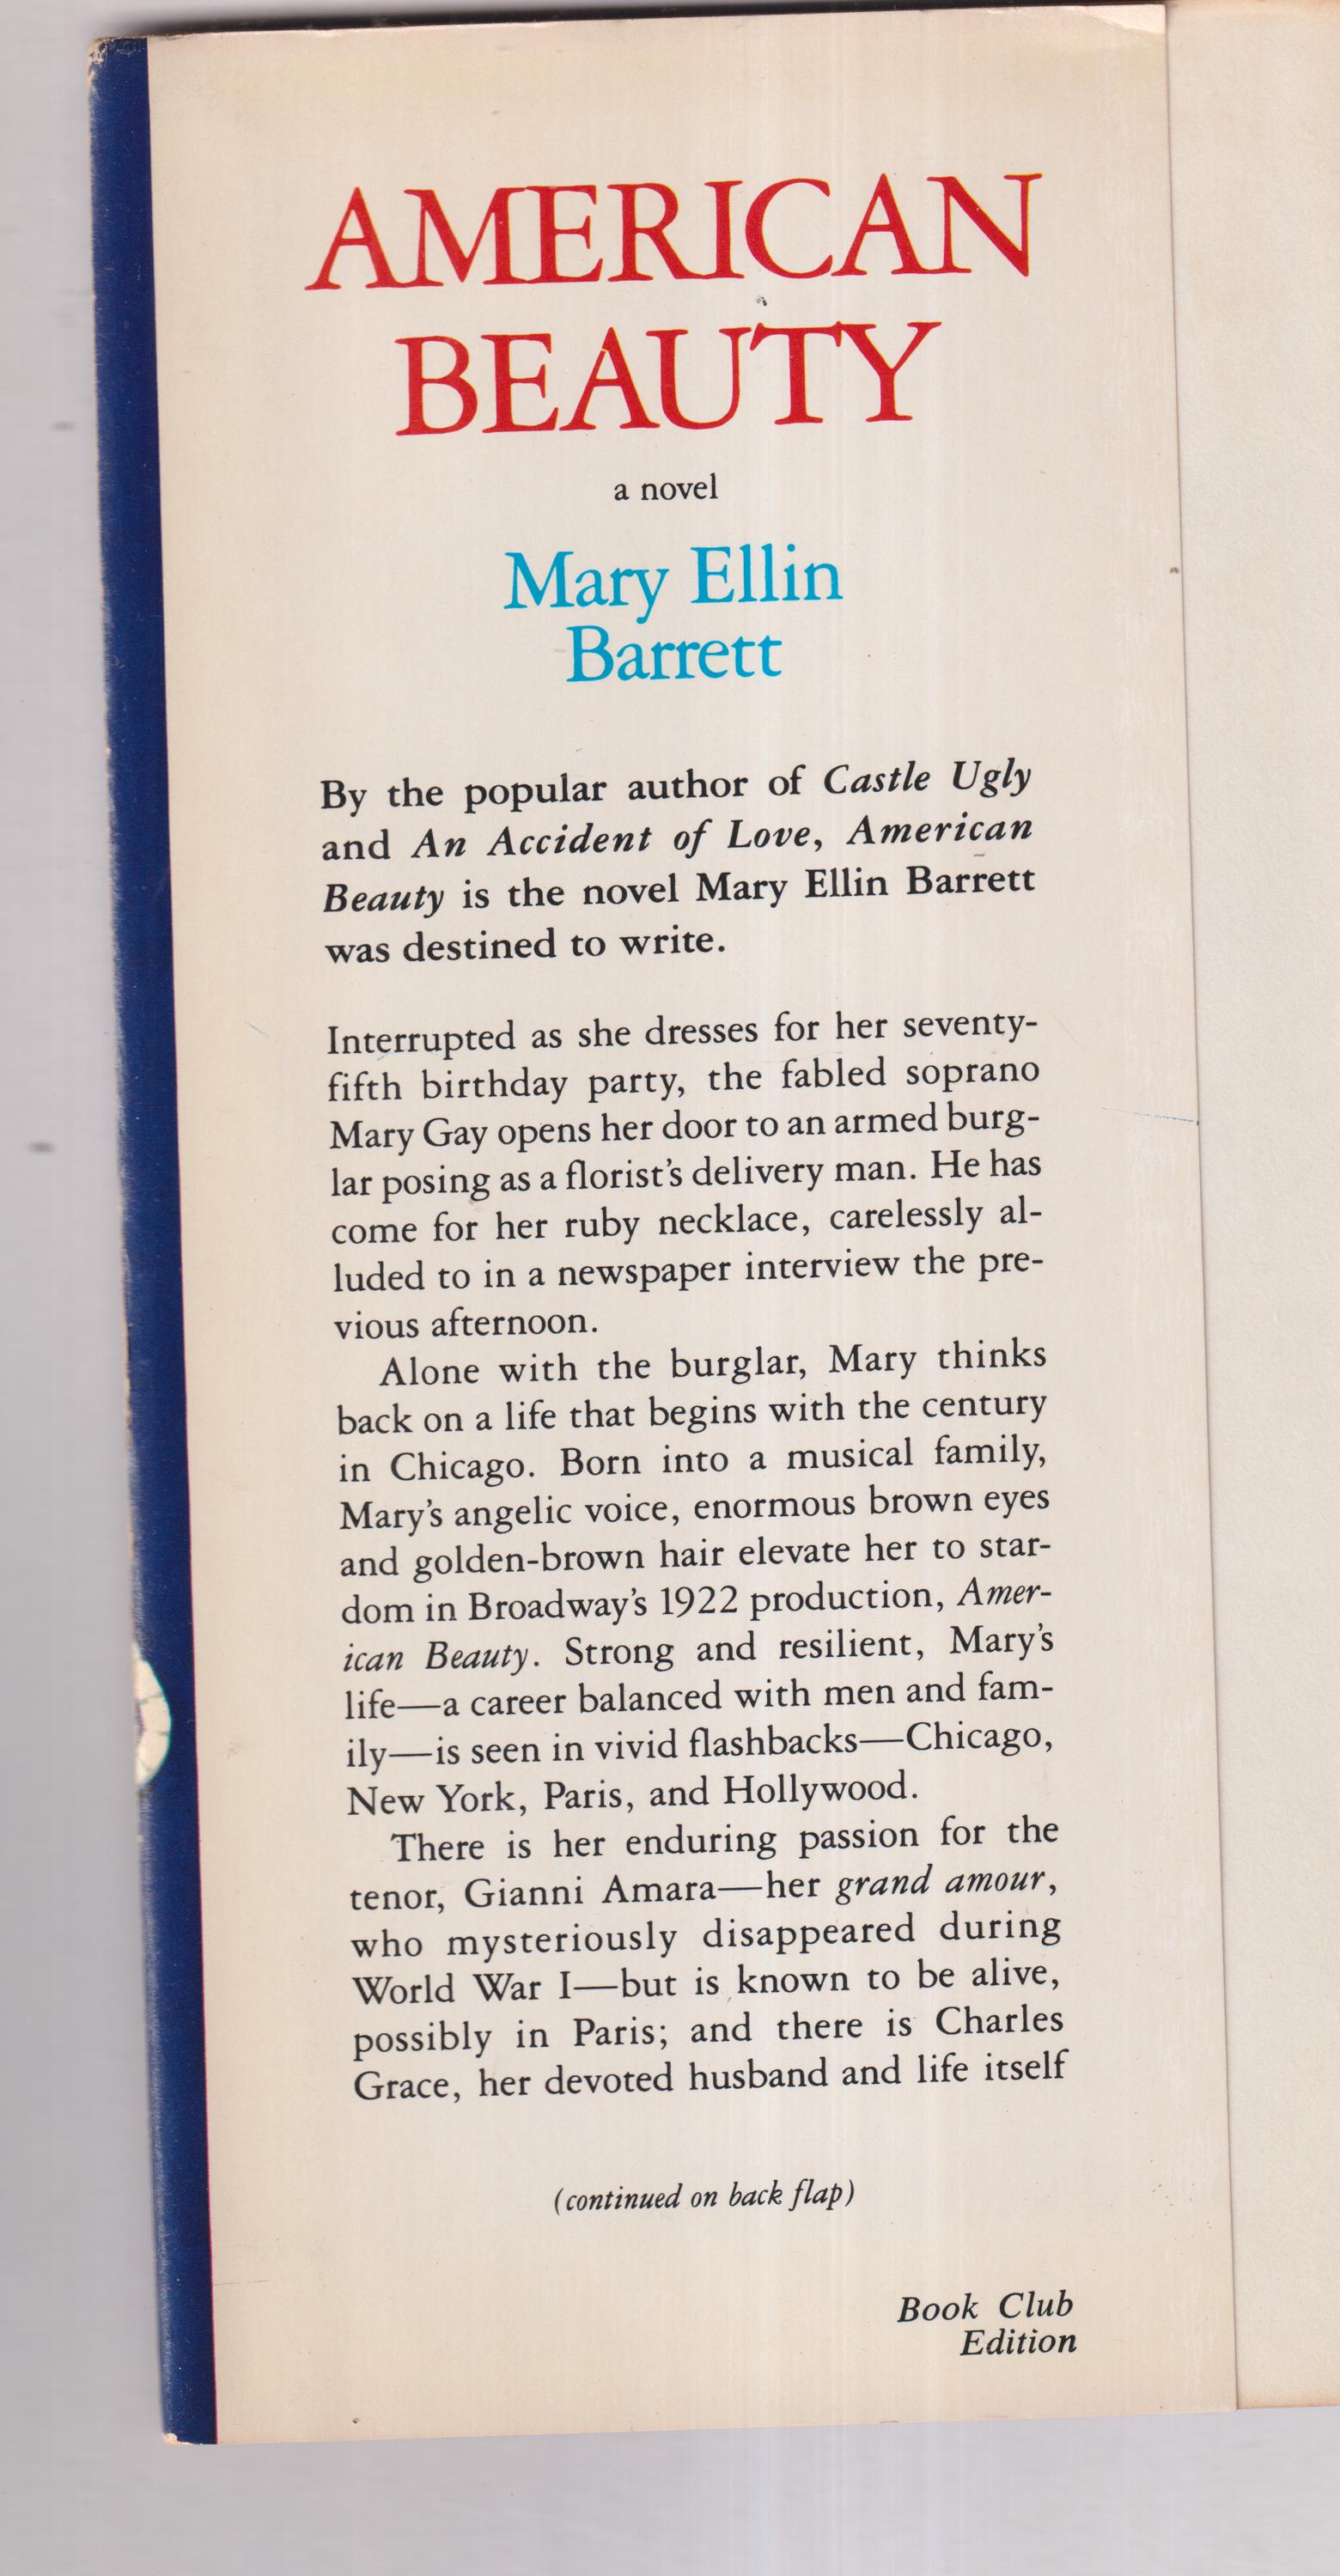 AMERICAN
BEAUTY
a novel
Mary Ellin
Barrett
By the popular author of Castle Ugly
and An Accident of Love, American
Beauty is the novel Mary Ellin Barrett
was destined to write.
Interrupted as she dresses for her seventy-
fifth birthday party, the fabled soprano
Mary Gay opens her door to an armed burg-
lar posing as a florist's delivery man. He has
come for her ruby necklace, carelessly al-
luded to in a newspaper interview the pre-
vious afternoon.
Alone with the burglar, Mary thinks
back on a life that begins with the century
in Chicago. Born into a musical family,
Mary's angelic voice, enormous brown eyes
and golden-brown hair elevate her to star-
dom in Broadway's 1922 production, Amer-
ican Beauty. Strong and resilient, Mary's
life—a career balanced with men and fam-
ily—is seen in vivid flashbacks—Chicago,
New York, Paris, and Hollywood.
There is her enduring passion for the
tenor, Gianni Amara—her grand amour,
who mysteriously disappeared during
World War I—but is known to be alive,
possibly in Paris; and there is Charles
Grace, her devoted husband and life itself
(continued on back flap)
Book Club
Edition